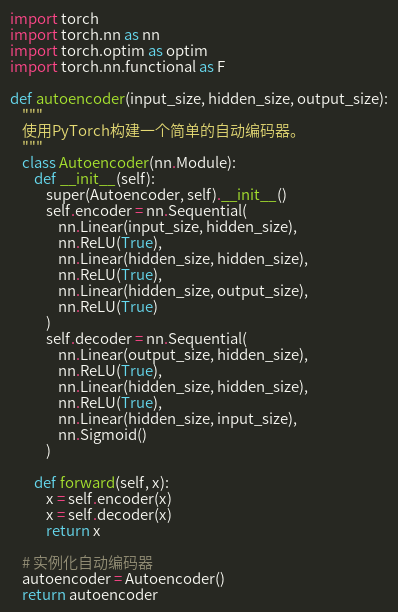 import torch
import torch.nn as nn
import torch.optim as optim
import torch.nn.functional as F

def autoencoder(input_size, hidden_size, output_size):
    """
    使用PyTorch构建一个简单的自动编码器。
    """
    class Autoencoder(nn.Module):
        def __init__(self):
            super(Autoencoder, self).__init__()
            self.encoder = nn.Sequential(
                nn.Linear(input_size, hidden_size),
                nn.ReLU(True),
                nn.Linear(hidden_size, hidden_size),
                nn.ReLU(True),
                nn.Linear(hidden_size, output_size),
                nn.ReLU(True)
            )
            self.decoder = nn.Sequential(
                nn.Linear(output_size, hidden_size),
                nn.ReLU(True),
                nn.Linear(hidden_size, hidden_size),
                nn.ReLU(True),
                nn.Linear(hidden_size, input_size),
                nn.Sigmoid()
            )

        def forward(self, x):
            x = self.encoder(x)
            x = self.decoder(x)
            return x

    # 实例化自动编码器
    autoencoder = Autoencoder()
    return autoencoder